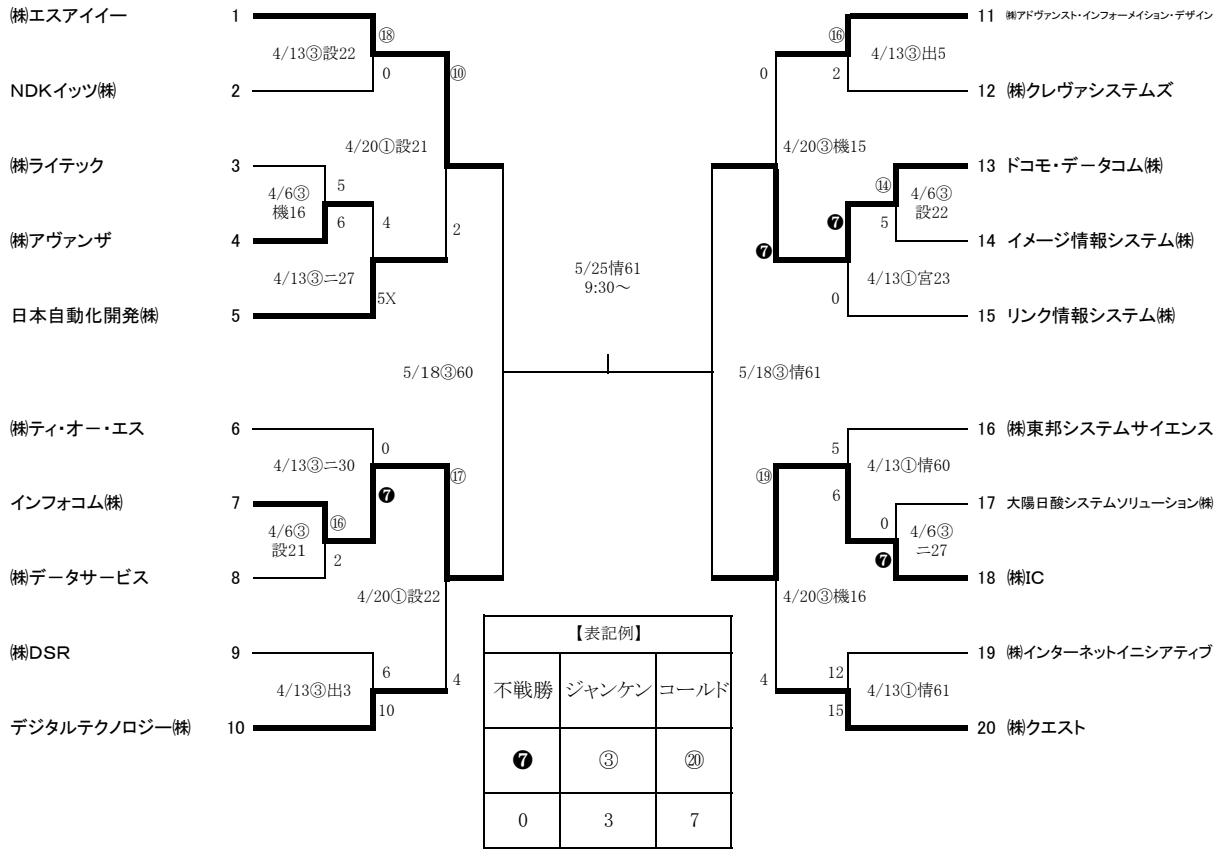 ㈱エスアイイー 1
⑱
4/13③設22
0
⑩
NDKイッツ㈱ 2
4/20①設21
㈱ライテック 3
5
4/6③
機16
6
4
2
㈱アヴァンザ 4
4/13③ニ27
5X
日本自動化開発㈱ 5
5/18③60
㈱ティ・オー・エス 6
0
4/13③ニ30
⑰
❼
インフォコム㈱ 7
⑯
4/6③
設21
2
㈱データサービス 8
4/20①設22
㈱DSR 9
6
4/13③出3
4
10
デジタルテクノロジー㈱ 10
5/25情61
9:30～
11 ㈱アドヴァンスト・インフォーメイション・デザイン
⑯
4/13③出5
0
2
12 ㈱クレヴァシステムズ
4/20③機15
13 ドコモ・データコム㈱
⑭
4/6③
設22
❼
5
❼
14 イメージ情報システム㈱
4/13①宮23
0
15 リンク情報システム㈱
5/18③情61
16 ㈱東邦システムサイエンス
5
4/13①情60
⑲
6
17 大陽日酸システムソリューション㈱
0
4/6③
ニ27
❼
18 ㈱IC
4/20③機16
19 ㈱インターネットイニシアティブ
12
4/13①情61
4
15
20 ㈱クエスト
【表記例】
不戦勝 ジャンケン コールド
❼ ③ ⑳
0 3 7